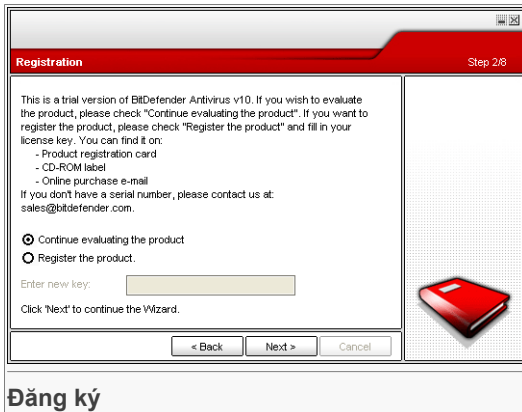 Registration
Step 2/8
This is a trial version of BitDefender Antivirus v10. If you wish to evaluate
the product, please check "Continue evaluating the product". If you want to
register the product, please check "Register the product" and fill in your
license key. You can find it on:
- Product registration card
- CD-ROM label
- Online purchase e-mail
If you don't have a serial number, please contact us at:
sales@bitdefender.com.
Continue evaluating the product
Register the product.
Enter new key:
Click 'Next' to continue the Wizard.
< Back
Next >
Cancel
Đăng ký